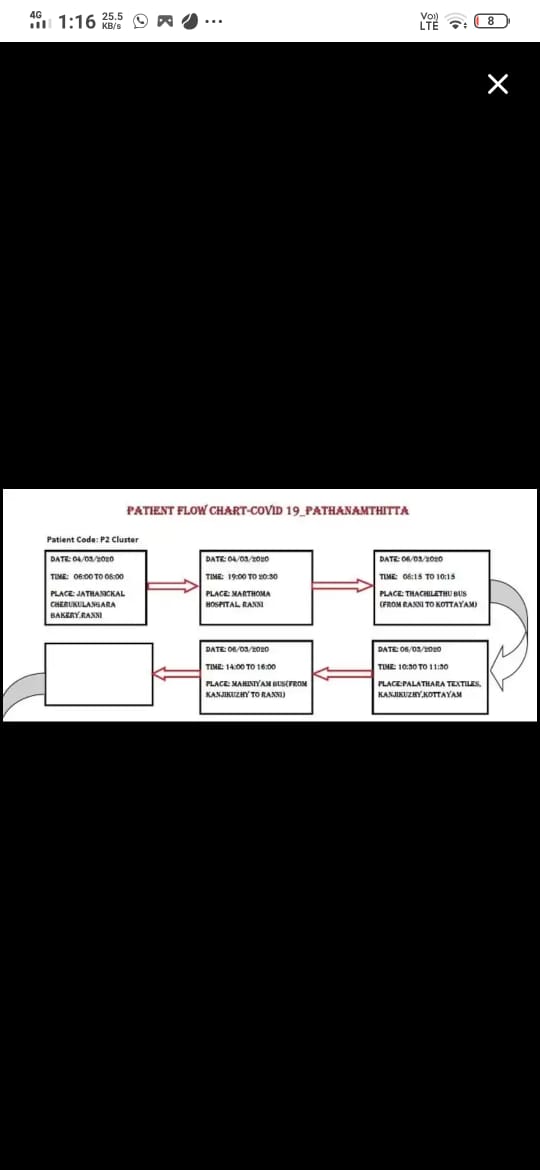 4G 1:16 25.5 KB/s ... Vo)) LTE 8
PATIENT FLOW CHART-COVID 19_PATHANAMTHITTA
Patient Code: P2 Cluster
DATE: 04/03/2020
TIME: 06:00 TO 08:00
PLACE: JATHANICKAL
CHERUKULANGARA
BAKERY,RANNI
DATE: 04/03/2020
TIME: 19:00 TO 20:30
PLACE: MARTHOMA
HOSPITAL, RANNI
DATE: 06/03/2020
TIME: 08:15 TO 10:15
PLACE: THACHILETHU BUS
(FROM RANNI TO KOTTAYAM)
DATE: 06/03/2020
TIME: 14:00 TO 16:00
PLACE: MAHINIYAM BUS(FROM
KANJIKUZHY TO RANNI)
DATE: 06/03/2020
TIME: 10:30 TO 11:30
PLACE:PALATHARA TEXTILES,
KANJIKUZHY,KOTTAYAM